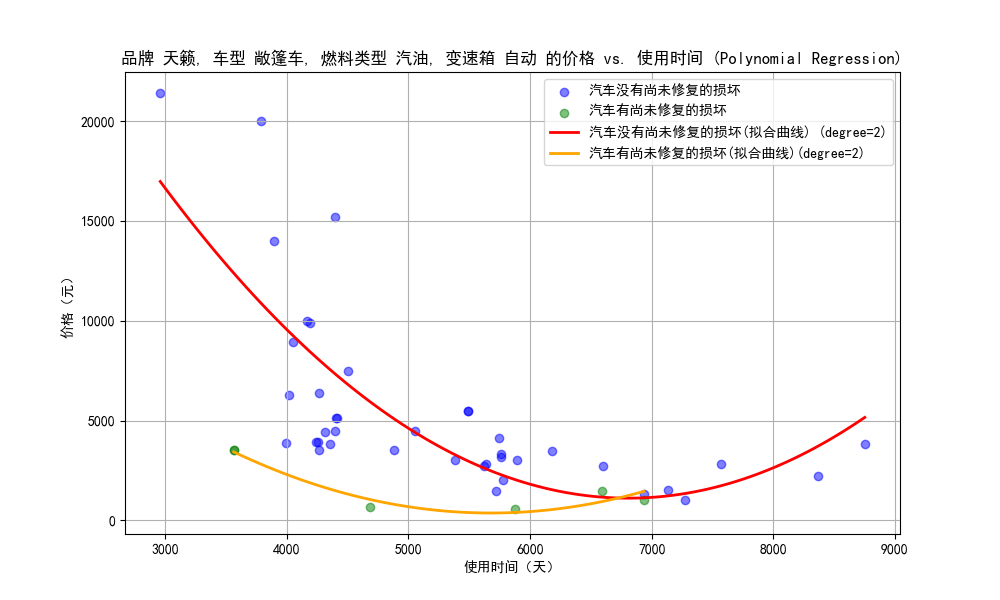 品牌 天籁, 车型 敞篷车, 燃料类型 汽油, 变速箱 自动 的价格 vs. 使用时间 (Polynomial Regression)
汽车没有尚未修复的损坏
汽车有尚未修复的损坏
汽车没有尚未修复的损坏(拟合曲线) (degree=2)
汽车有尚未修复的损坏(拟合曲线)(degree=2)
价格（元）
20000
15000
10000
5000
0
3000 4000 5000 6000 7000 8000 9000
使用时间（天）